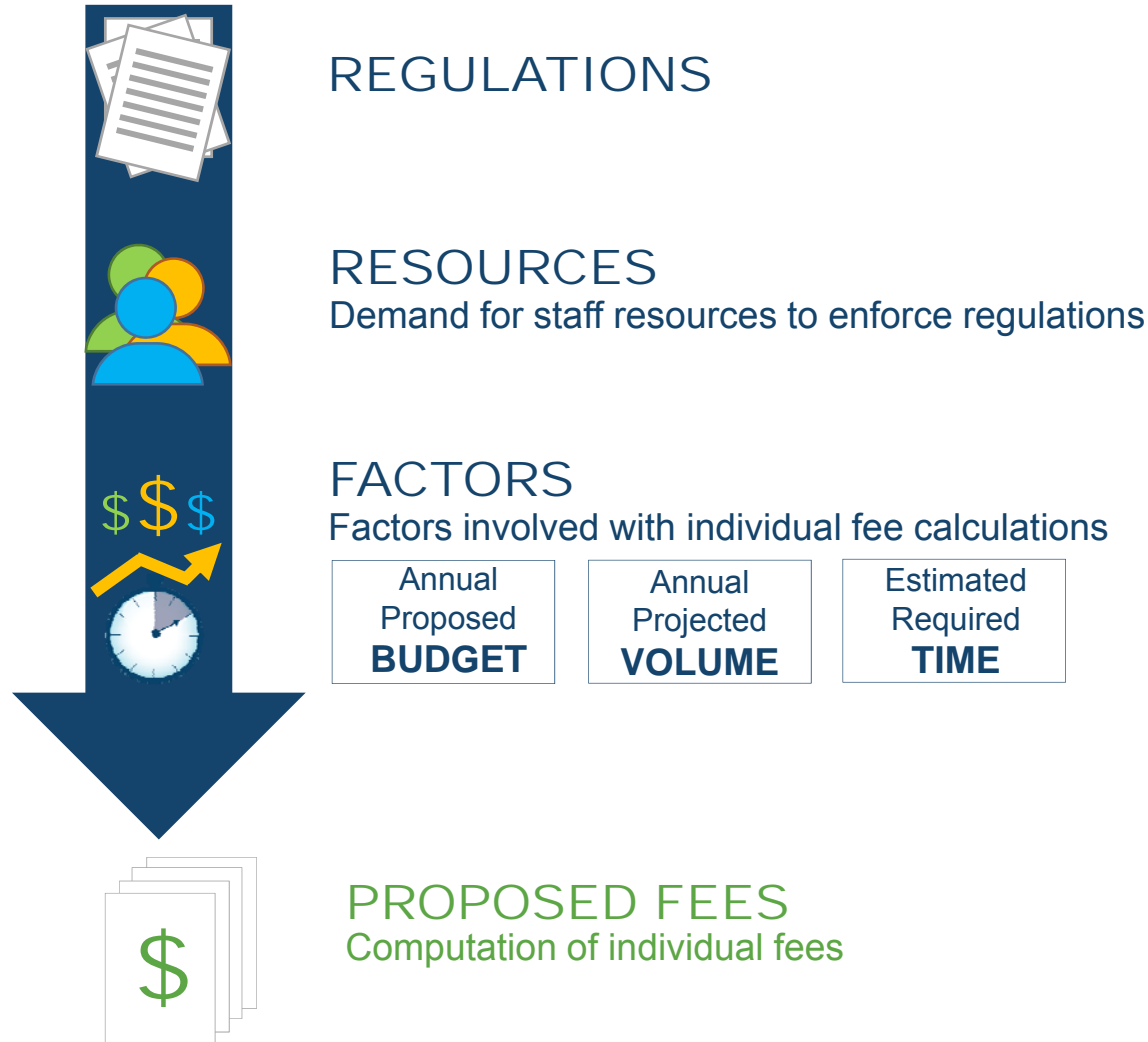 REGULATIONS
RESOURCES
Demand for staff resources to enforce regulations
$ $ $
FACTORS
Factors involved with individual fee calculations
Annual
Proposed
BUDGET
Annual
Projected
VOLUME
Estimated
Required
TIME
$
PROPOSED FEES
Computation of individual fees